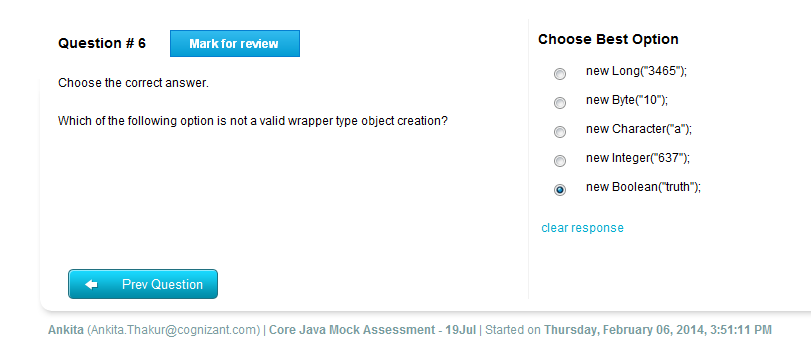 Question # 6
Mark for review
Choose the correct answer.
Which of the following option is not a valid wrapper type object creation?
Prev Question
Choose Best Option
new Long("3465");
new Byte("10");
new Character("a");
new Integer("637");
new Boolean("truth");
clear response
Ankita (Ankita.Thakur@cognizant.com) | Core Java Mock Assessment - 19Jul | Started on Thursday, February 06, 2014, 3:51:11 PM